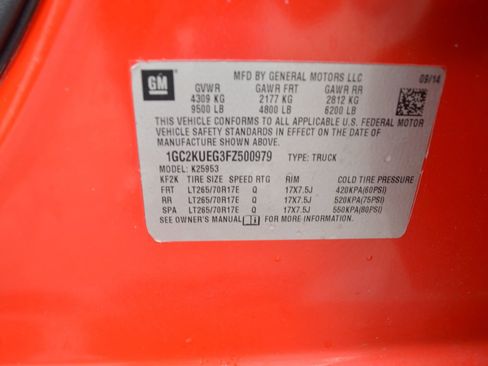 GM
MFD BY GENERAL MOTORS LLC 09/14
GVWR GAWR FRT GAWR RR
4309 KG 2177 KG 2812 KG
9500 LB 4800 LB 6200 LB
THIS VEHICLE CONFORMS TO ALL APPLICABLE U.S. FEDERAL MOTOR
VEHICLE SAFETY STANDARDS IN EFFECT ON THE DATE OF
MANUFACTURE SHOWN ABOVE.
1GC2KUEG3FZ500979 TYPE: TRUCK
MODEL: K25953
KF2K TIRE SIZE SPEED RTG RIM COLD TIRE PRESSURE
FRT LT265/70R17E Q 17X7.5J 420KPA(60PSI)
RR LT265/70R17E Q 17X7.5J 520KPA(75PSI)
SPA LT265/70R17E Q 17X7.5J 550KPA(80PSI)
SEE OWNER'S MANUAL FOR MORE INFORMATION.